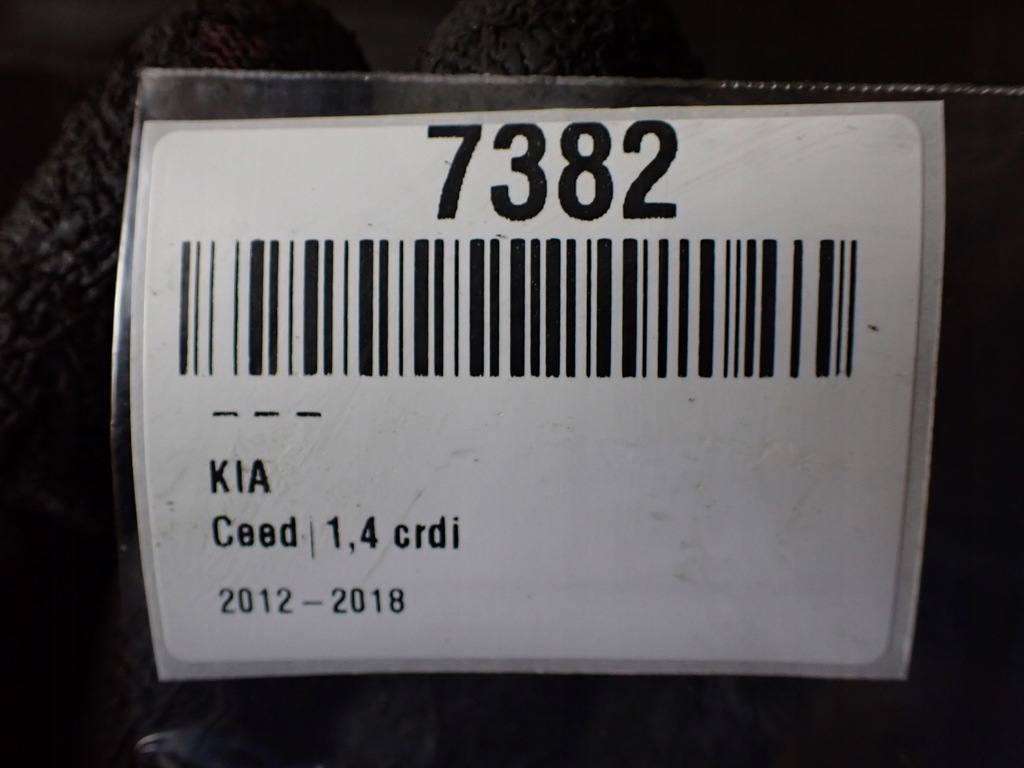 7382
– – –
KIA
Ceed | 1,4 crdi
2012 – 2018